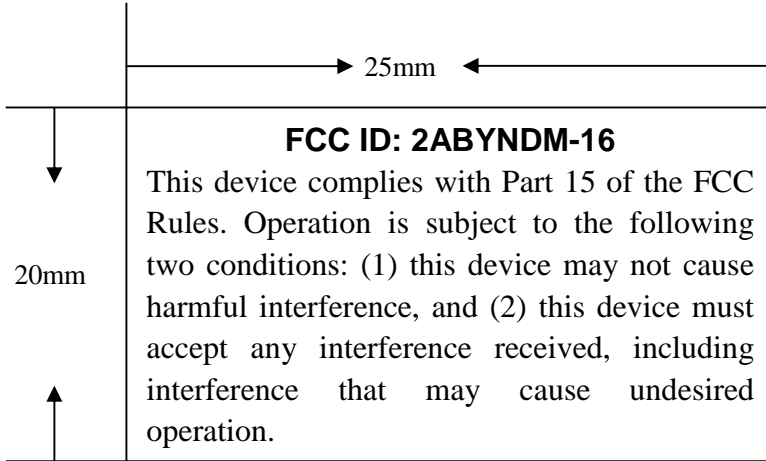 25mm
FCC ID: 2ABYNDM-16
This device complies with Part 15 of the FCC
Rules. Operation is subject to the following
two conditions: (1) this device may not cause
20mm
harmful interference, and (2) this device must
accept any interference received, including
interference that may cause undesired
operation.